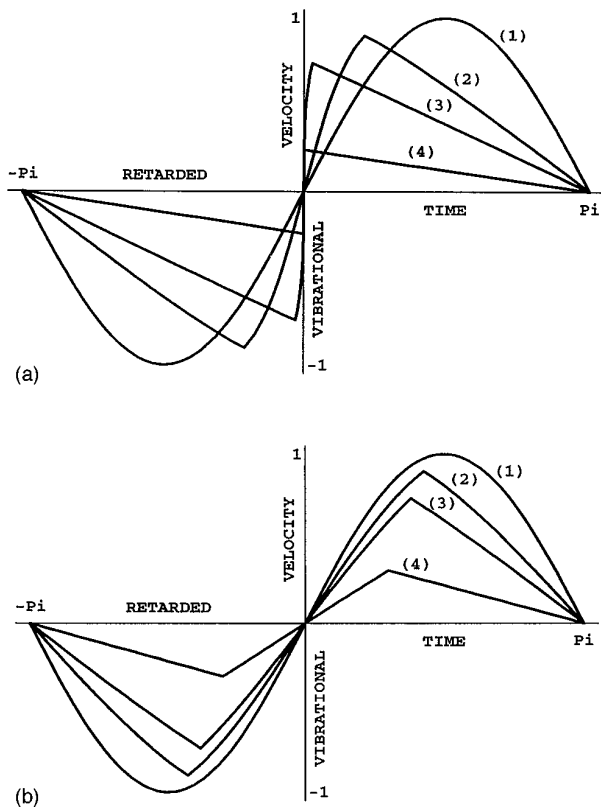 1
(1)
VELOCITY
(2)
(3)
(4)
-Pi
RETARDED
TIME
Pi
VIBRATIONAL
-1
(a)
1
(1)
VELOCITY
(2)
(3)
(4)
-Pi
RETARDED
TIME
Pi
VIBRATIONAL
-1
(b)